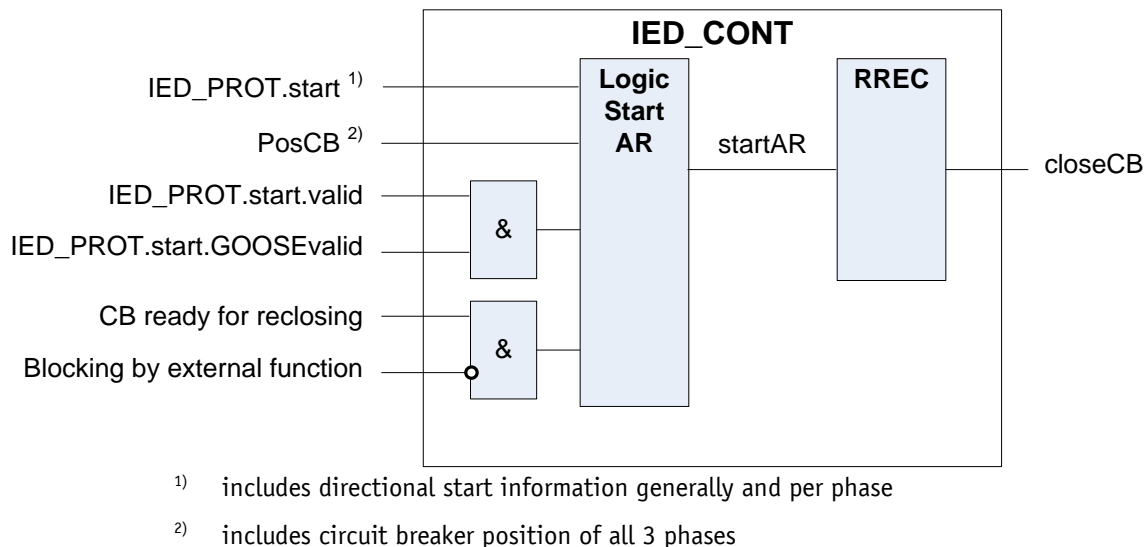 IED_CONT
IED_PROT.start 1)
PosCB 2)
IED_PROT.start.valid
IED_PROT.start.GOOSEvalid
CB ready for reclosing
Blocking by external function
&
&
Logic
Start
AR
startAR
RREC
closeCB
1) includes directional start information generally and per phase
2) includes circuit breaker position of all 3 phases